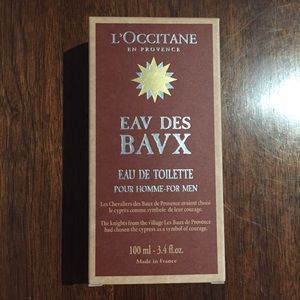 L'OCCITANE
EN PROVENCE
EAV DES
BAVX
EAU DE TOILETTE
POUR HOMME-FOR MEN
Les Chevaliers des Baux de Provence avaient choisi
le cyprès comme symbole de leur courage.
The knights from the village Les Baux de Provence
had chosen the cypress as a symbol of courage.
100 ml - 3.4 fl.oz.
Made in France